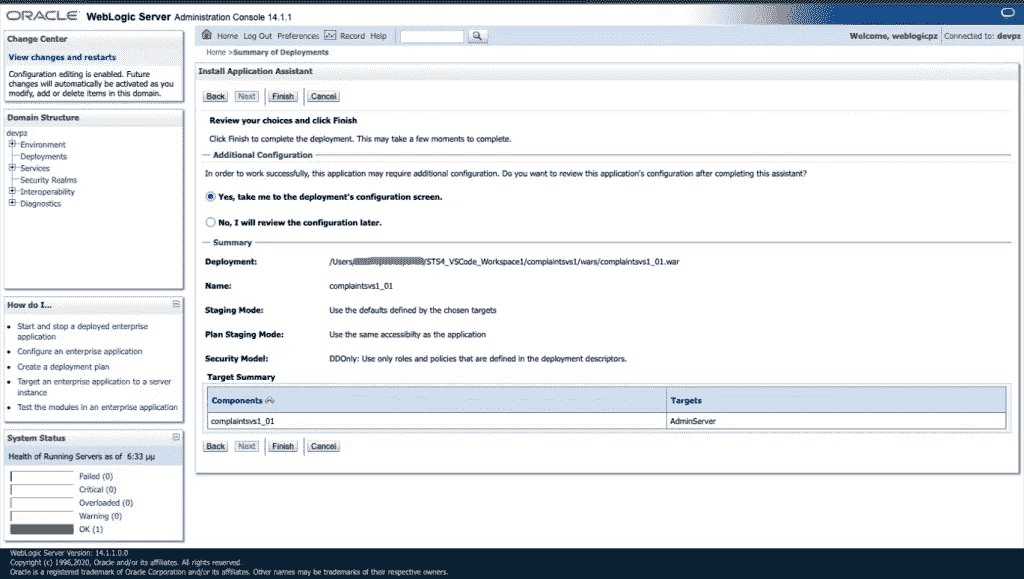 ORACLE WebLogic Server Administration Console 14.1.1
Change Center
View changes and restarts
Configuration editing is enabled. Future
changes will automatically be activated as you
modify, add or delete items in this domain.
Domain Structure
devpz
Environment
Deployments
Services
Security Realms
Interoperability
Diagnostics
How do I...
Start and stop a deployed enterprise
application
Configure an enterprise application
Create a deployment plan
Target an enterprise application to a server
instance
Test the modules in an enterprise application
System Status
Health of Running Servers as of 6:33 μμ
Failed (0)
Critical (0)
Overloaded (0)
Warning (0)
OK (1)
Home Log Out Preferences Record Help
Welcome, weblogicpz Connected to: devpz
Home >Summary of Deployments
Install Application Assistant
Back Next Finish Cancel
Review your choices and click Finish
Click Finish to complete the deployment. This may take a few moments to complete.
Additional Configuration
In order to work successfully, this application may require additional configuration. Do you want to review this application's configuration after completing this assistant?
Yes, take me to the deployment's configuration screen.
No, I will review the configuration later.
Summary
Deployment: /Users/ /STS4_VSCode_Workspace1/complaintsvs1/wars/complaintsvs1_01.war
Name: complaintsvs1_01
Staging Mode: Use the defaults defined by the chosen targets
Plan Staging Mode: Use the same accessibilty as the application
Security Model: DDOnly: Use only roles and policies that are defined in the deployment descriptors.
Target Summary
Components Targets
complaintsvs1_01 AdminServer
Back Next Finish Cancel
WebLogic Server Version: 14.1.1.0.0
Copyright (c) 1996,2020, Oracle and/or its affiliates. All rights reserved.
Oracle is a registered trademark of Oracle Corporation and/or its affiliates. Other names may be trademarks of their respective owners.